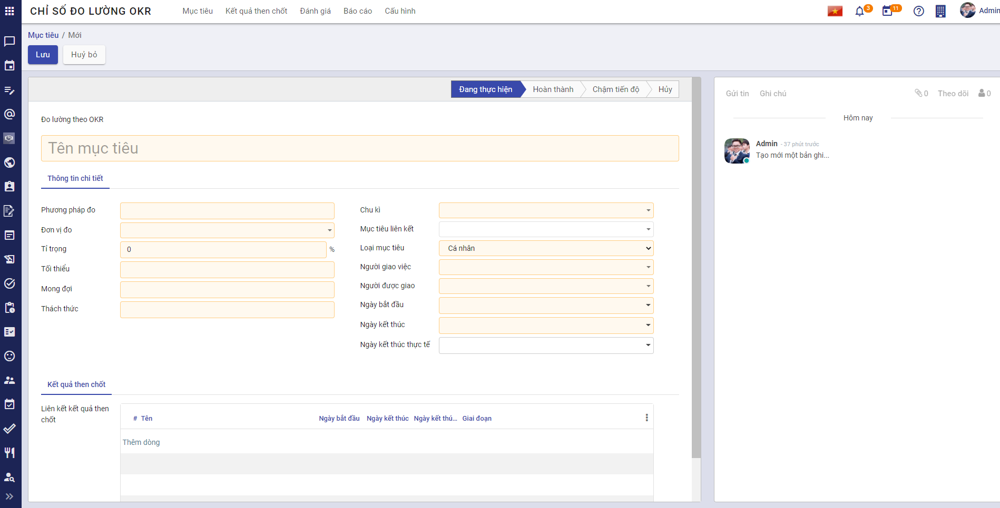 CHỈ SỐ ĐO LƯỜNG OKR Mục tiêu Kết quả then chốt Đánh giá Báo cáo Cấu hình 3 11 Admin
Mục tiêu / Mới
Lưu Huỷ bỏ
Đang thực hiện Hoàn thành Chậm tiến độ Hủy
Gửi tin Ghi chú 0 Theo dõi 0
Hôm nay
Admin - 37 phút trước
Tạo mới một bản ghi...
Đo lường theo OKR
Tên mục tiêu
Thông tin chi tiết
Phương pháp đo
Đơn vị đo
Tỉ trọng 0 %
Tối thiểu
Mong đợi
Thách thức
Chu kì
Mục tiêu liên kết
Loại mục tiêu Cá nhân
Người giao việc
Người được giao
Ngày bắt đầu
Ngày kết thúc
Ngày kết thúc thực tế
Kết quả then chốt
Liên kết kết quả then
chốt
# Tên Ngày bắt đầu Ngày kết thúc Ngày kết thú... Giai đoạn
Thêm dòng